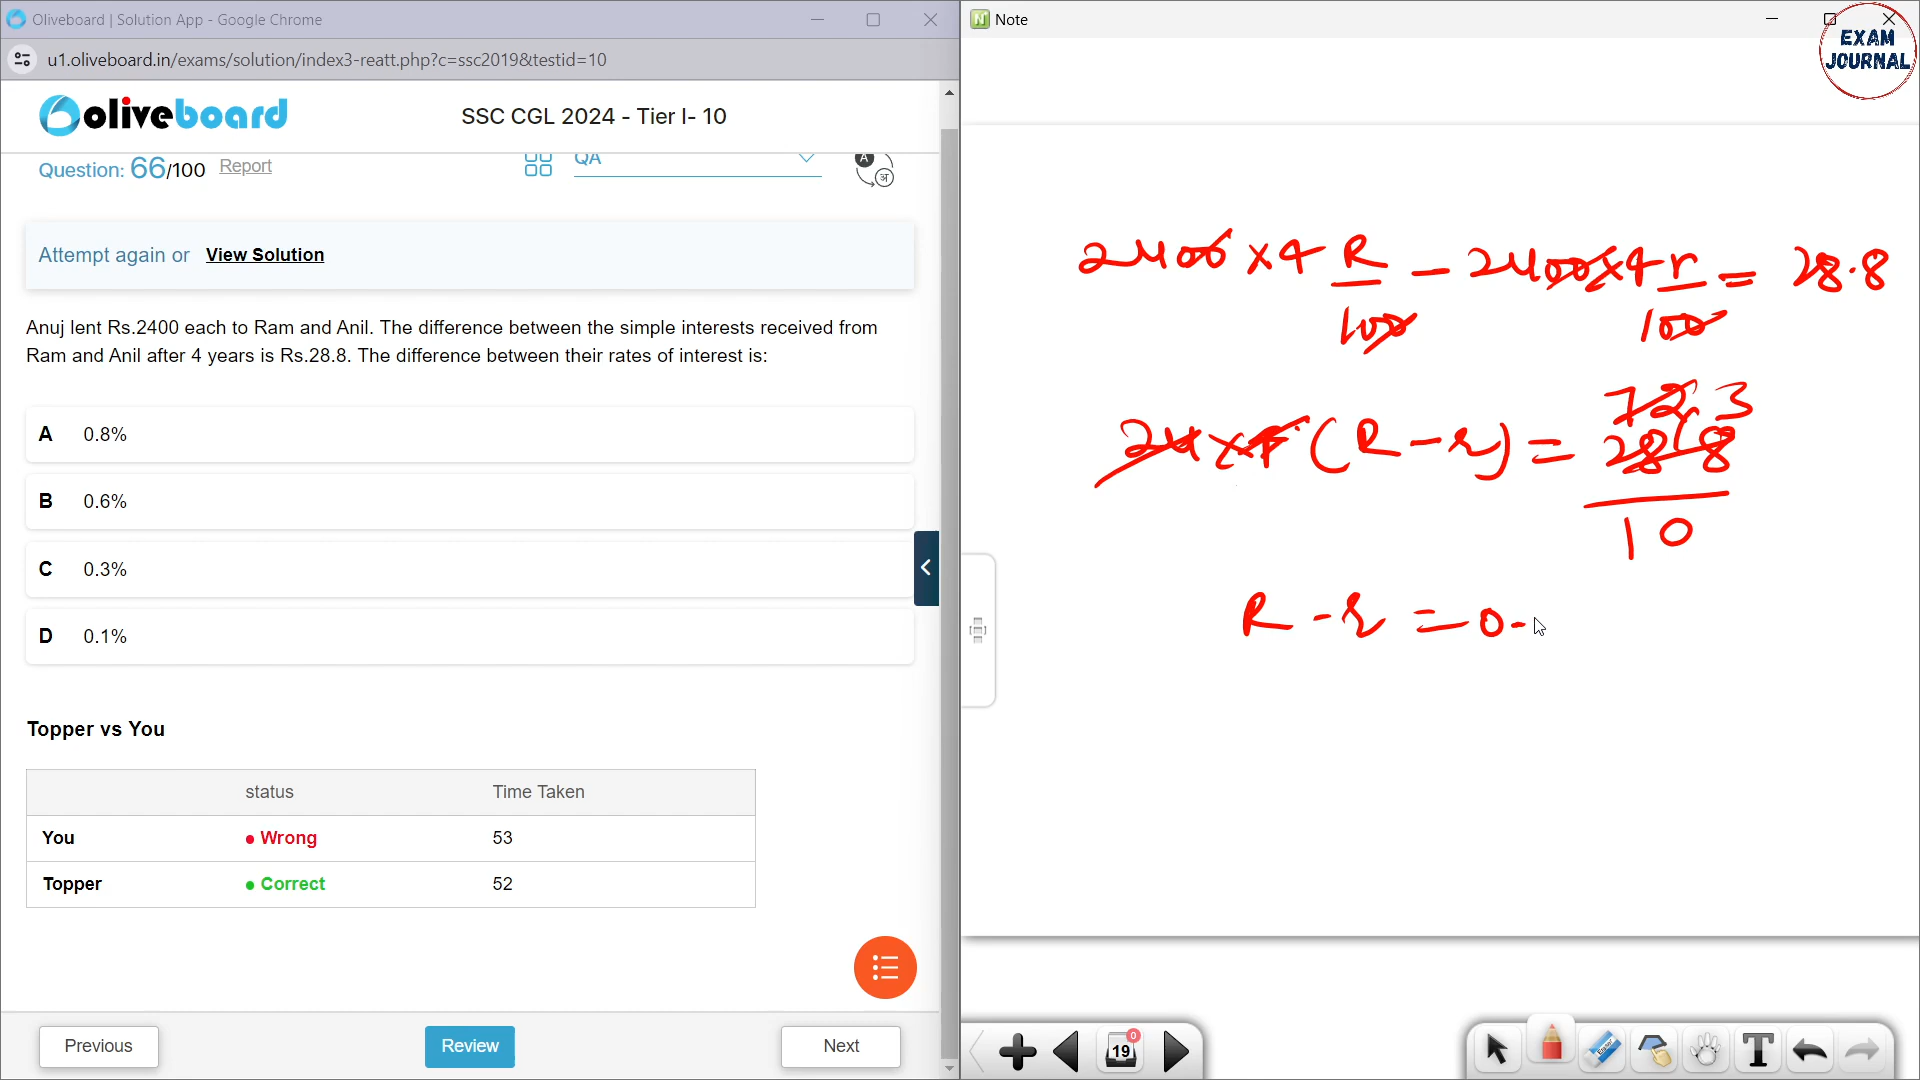 Oliveboard | Solution App - Google Chrome
u1.oliveboard.in/exams/solution/index3-reatt.php?c=ssc2019&testid=10
oliveboard
SSC CGL 2024 - Tier I- 10
Question: 66/100 Report
QA
A
अ
Attempt again or View Solution
Anuj lent Rs.2400 each to Ram and Anil. The difference between the simple interests received from
Ram and Anil after 4 years is Rs.28.8. The difference between their rates of interest is:
A 0.8%
B 0.6%
C 0.3%
D 0.1%
Topper vs You
status Time Taken
You Wrong 53
Topper Correct 52
Previous Review Next
N Note
EXAM
JOURNAL
2400 × 4 R/100 - 2400 × 4 r/100 = 28.8
72 3
24 × 4 (R - r) = 288
10
R - r = 0.
19
0
T